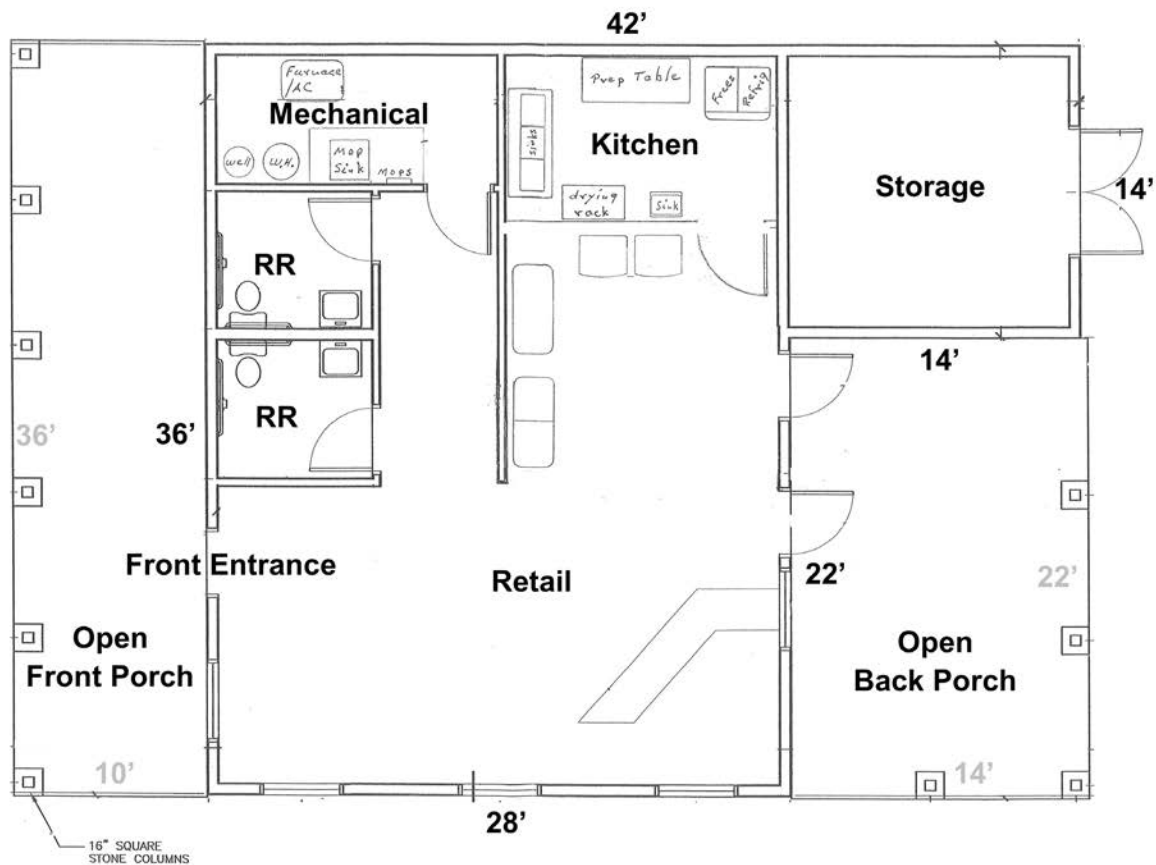 42’
Furnace
/AC
Mechanical
well
W.H.
Mop
Sink
Mops
Prep Table
Freez
Refrig
Kitchen
Sinks
drying
rack
Sink
Storage
14’
RR
RR
14’
36’
36’
Front Entrance
Retail
22’
22’
Open
Front Porch
Open
Back Porch
10’
14’
28’
16" SQUARE
STONE COLUMNS